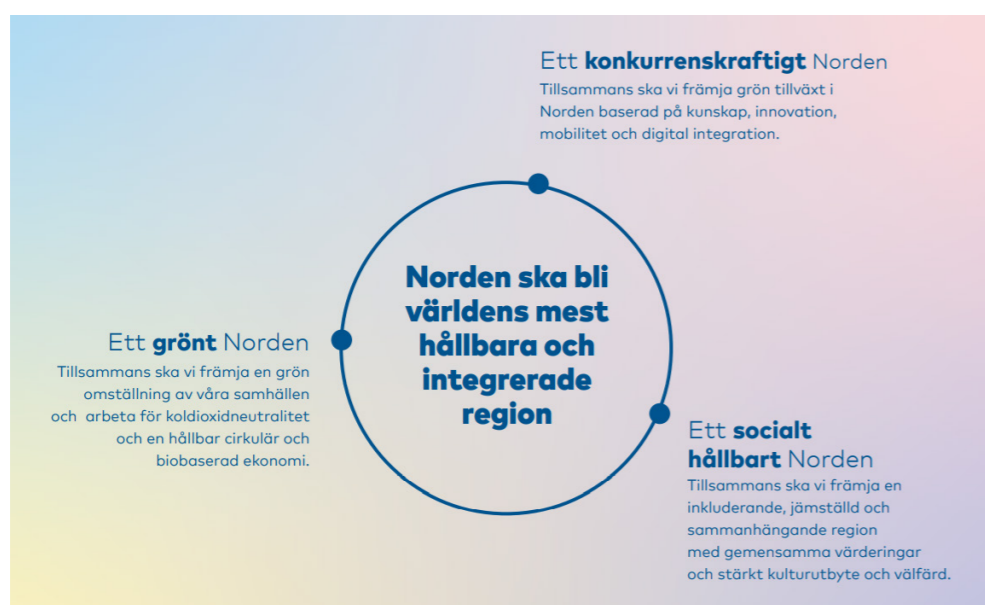 Ett konkurrenskraftigt Norden
Tillsammans ska vi främja grön tillväxt i
Norden baserad på kunskap, innovation,
mobilitet och digital integration.
Norden ska bli
världens mest
hållbara och
integrerade
region
Ett grönt Norden
Tillsammans ska vi främja en grön
omställning av våra samhällen
och arbeta för koldioxidneutralitet
och en hållbar cirkulär och
biobaserad ekonomi.
Ett socialt
hållbart Norden
Tillsammans ska vi främja en
inkluderande, jämställd och
sammanhängande region
med gemensamma värderingar
och stärkt kulturutbyte och välfärd.